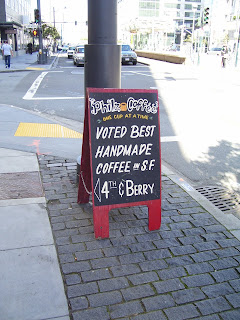 Philz Coffee
ONE CUP AT A TIME
VOTED BEST
HANDMADE
COFFEE IN S.F.
4TH & BERRY